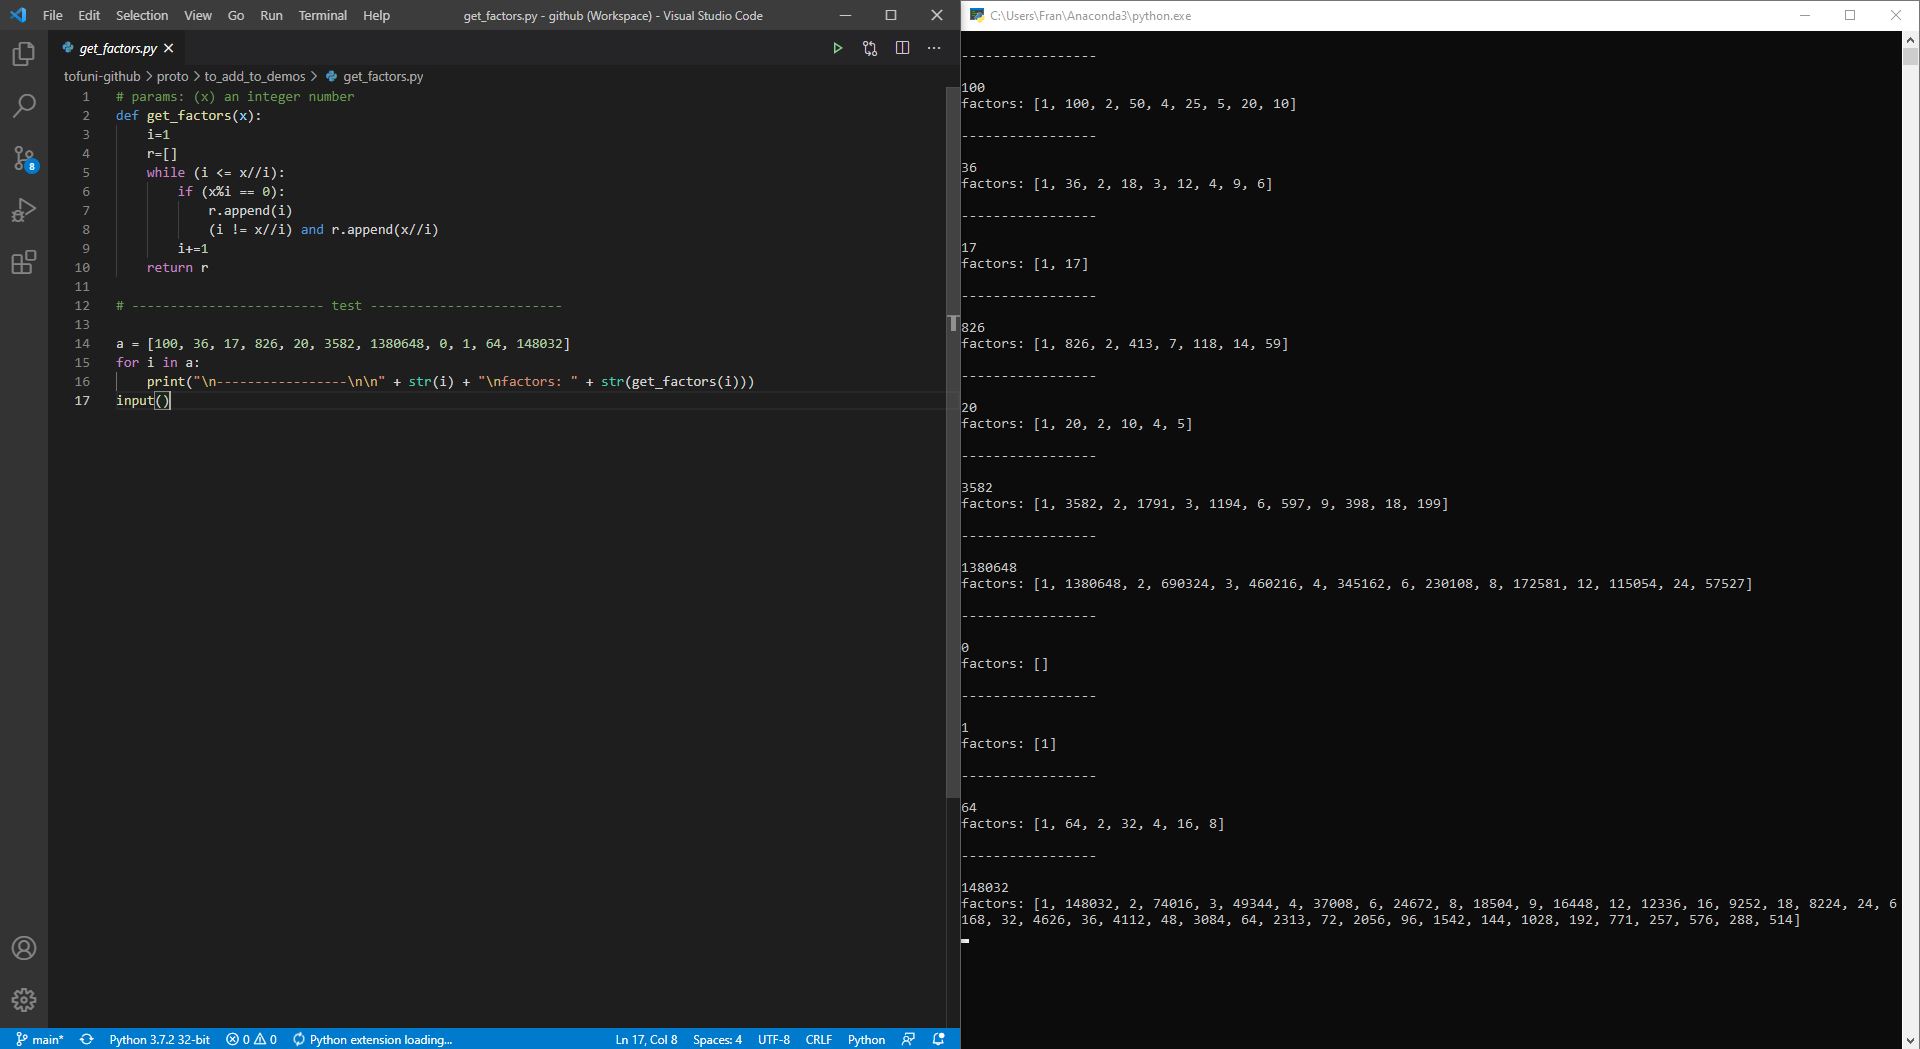 File Edit Selection View Go Run Terminal Help get_factors.py - github (Workspace) - Visual Studio Code
get_factors.py
tofuni-github > proto > to_add_to_demos > get_factors.py
1 # params: (x) an integer number
2 def get_factors(x):
3 i=1
4 r=[]
5 while (i <= x//i):
6 if (x%i == 0):
7 r.append(i)
8 (i != x//i) and r.append(x//i)
9 i+=1
10 return r
11
12 # ------------------------- test -------------------------
13
14 a = [100, 36, 17, 826, 20, 3582, 1380648, 0, 1, 64, 148032]
15 for i in a:
16 print("\n-----------------\n\n" + str(i) + "\nfactors: " + str(get_factors(i)))
17 input()
8
main* Python 3.7.2 32-bit 0 0 Python extension loading... Ln 17, Col 8 Spaces: 4 UTF-8 CRLF Python
C:\Users\Fran\Anaconda3\python.exe
-----------------
100
factors: [1, 100, 2, 50, 4, 25, 5, 20, 10]
-----------------
36
factors: [1, 36, 2, 18, 3, 12, 4, 9, 6]
-----------------
17
factors: [1, 17]
-----------------
826
factors: [1, 826, 2, 413, 7, 118, 14, 59]
-----------------
20
factors: [1, 20, 2, 10, 4, 5]
-----------------
3582
factors: [1, 3582, 2, 1791, 3, 1194, 6, 597, 9, 398, 18, 199]
-----------------
1380648
factors: [1, 1380648, 2, 690324, 3, 460216, 4, 345162, 6, 230108, 8, 172581, 12, 115054, 24, 57527]
-----------------
0
factors: []
-----------------
1
factors: [1]
-----------------
64
factors: [1, 64, 2, 32, 4, 16, 8]
-----------------
148032
factors: [1, 148032, 2, 74016, 3, 49344, 4, 37008, 6, 24672, 8, 18504, 9, 16448, 12, 12336, 16, 9252, 18, 8224, 24, 6
168, 32, 4626, 36, 4112, 48, 3084, 64, 2313, 72, 2056, 96, 1542, 144, 1028, 192, 771, 257, 576, 288, 514]